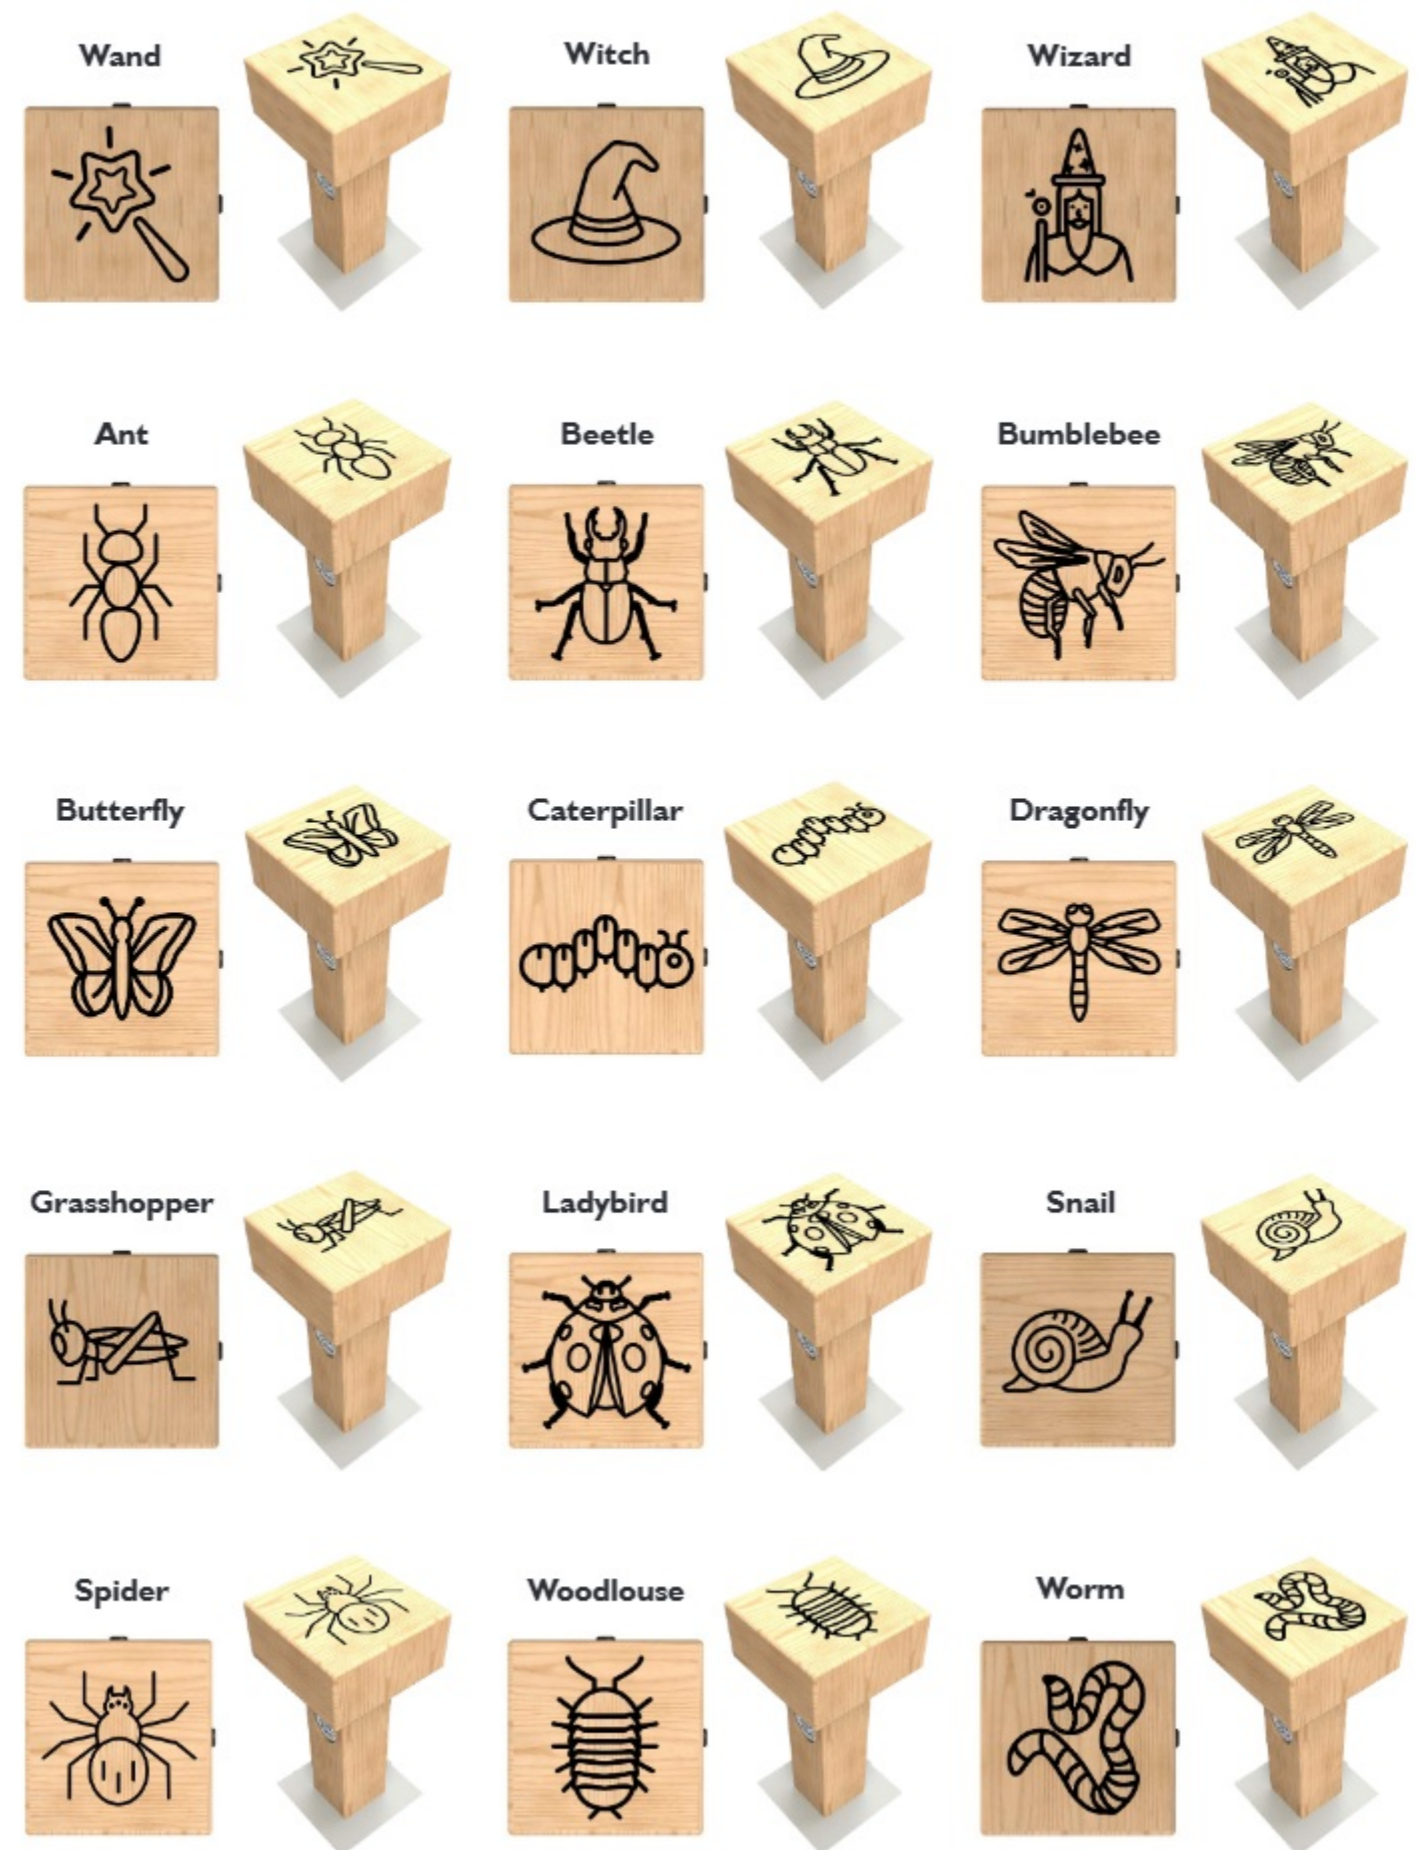 Wand
Witch
Wizard
Ant
Beetle
Bumblebee
Butterfly
Caterpillar
Dragonfly
Grasshopper
Ladybird
Snail
Spider
Woodlouse
Worm